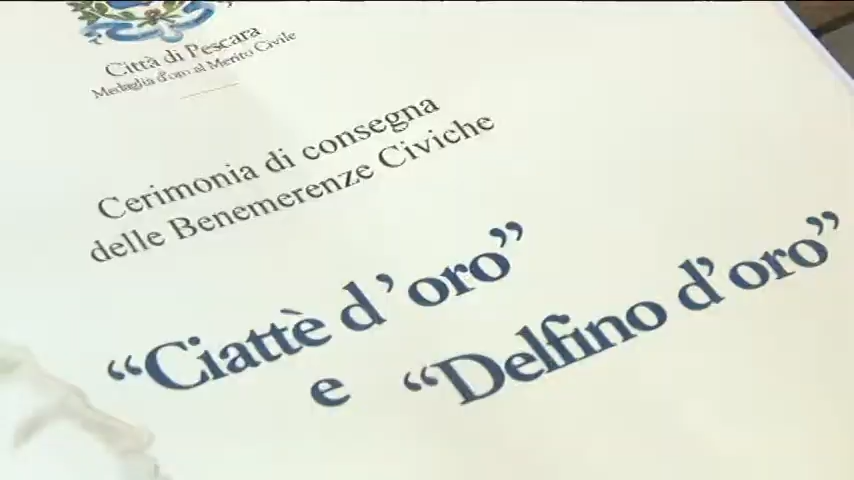 Città di Pescara
Medaglia d'oro al Merito Civile
Cerimonia di consegna
delle Benemerenze Civiche
“Ciattè d’oro”
e “Delfino d’oro”